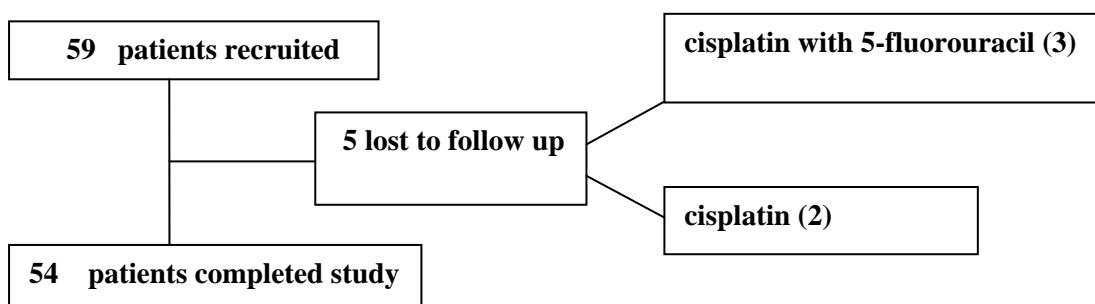 59 patients recruited
cisplatin with 5-fluorouracil (3)
5 lost to follow up
cisplatin (2)
54 patients completed study